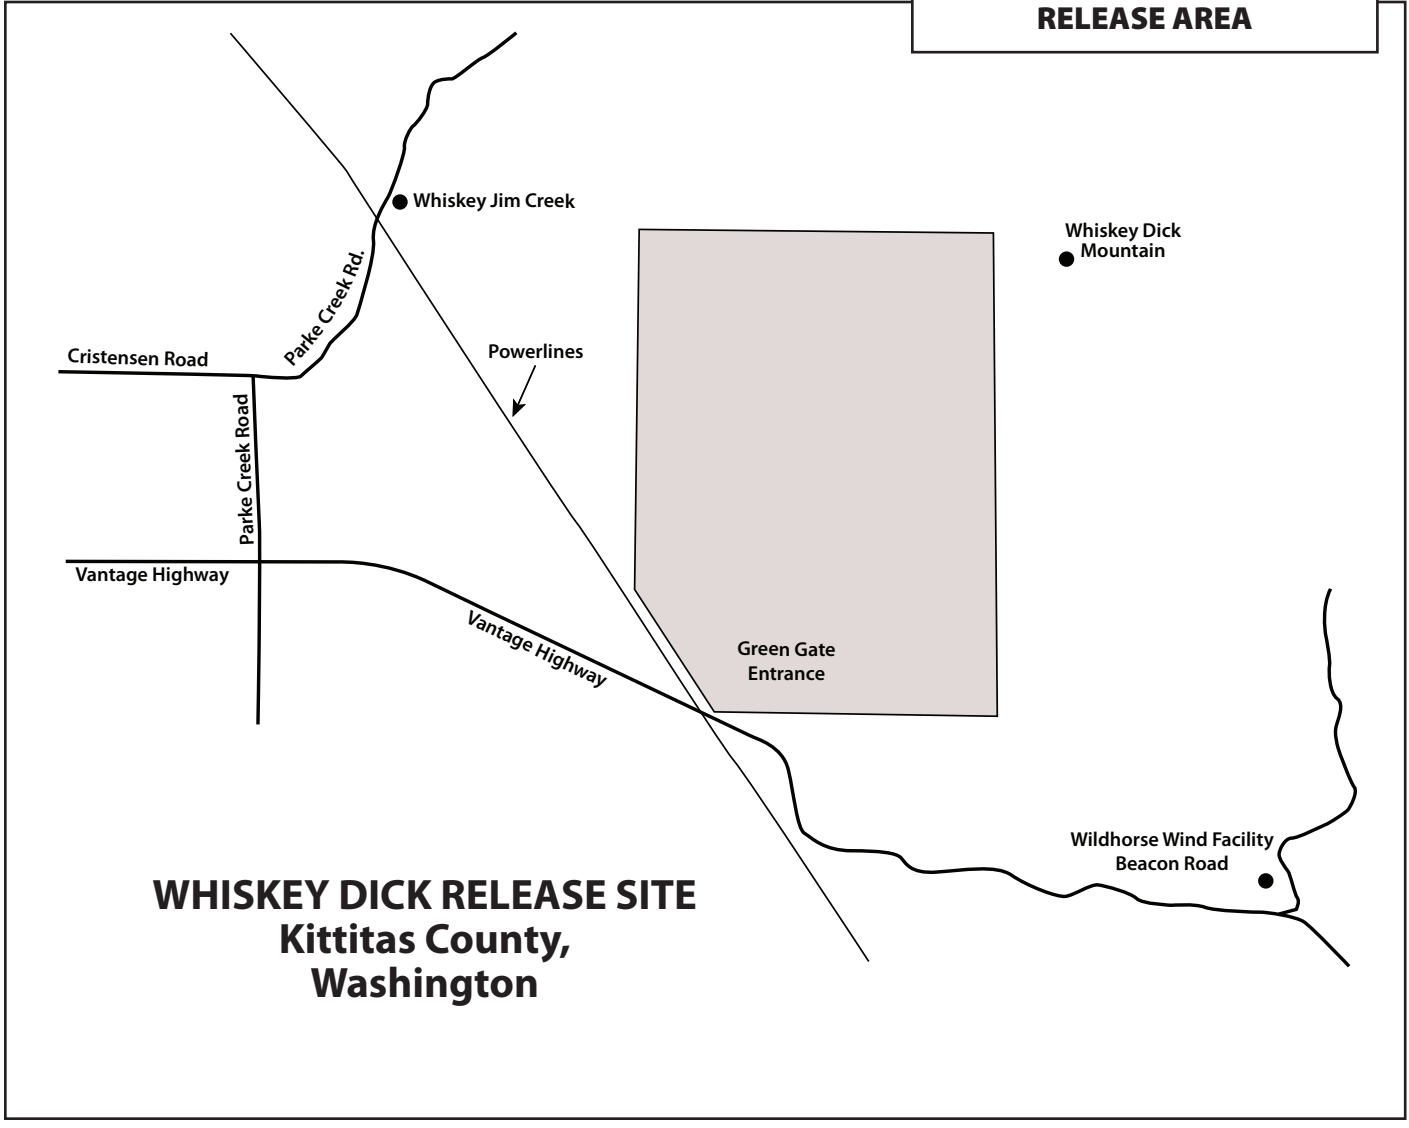 RELEASE AREA
Whiskey Jim Creek
Whiskey Dick
Mountain
Parke Creek Rd.
Powerlines
Cristensen Road
Parke Creek Road
Vantage Highway
Vantage Highway
Green Gate
Entrance
Wildhorse Wind Facility
Beacon Road
WHISKEY DICK RELEASE SITE
Kittitas County,
Washington